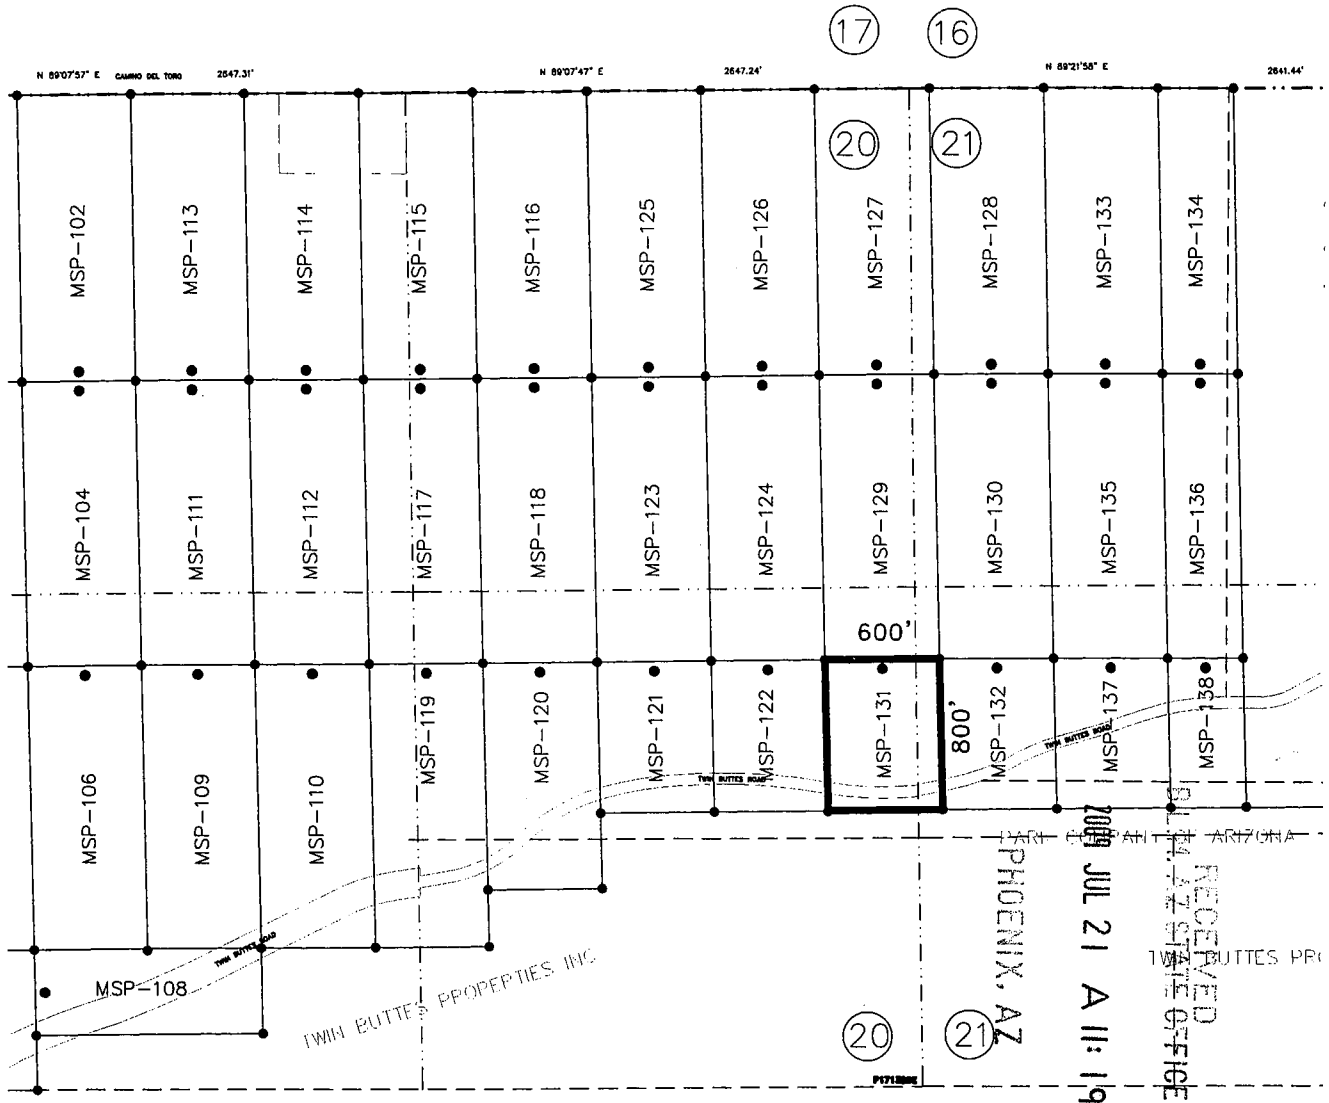 17 16
N 89°07'57" E CAMINO DEL TORO 2647.31' N 89°07'47" E 2647.24' N 89°21'58" E 2641.44'
20 21
MSP-102 MSP-113 MSP-114 MSP-115 MSP-116 MSP-125 MSP-126 MSP-127 MSP-128 MSP-133 MSP-134
MSP-104 MSP-111 MSP-112 MSP-117 MSP-118 MSP-123 MSP-124 MSP-129 MSP-130 MSP-135 MSP-136
600'
MSP-106 MSP-109 MSP-110 MSP-119 MSP-120 MSP-121 MSP-122 MSP-131 800' MSP-132 MSP-137 MSP-138
TWIN BUTTES ROAD
TWIN BUTTES ROAD
TWIN BUTTES ROAD
COMPANY OF ARIZONA
RECEIVED
B.L.M. AZ STATE OFFICE
2009 JUL 21 A 11:19
PHOENIX, AZ
TWIN BUTTES PRO
TWIN BUTTES PROPERTIES INC
MSP-108
20 21